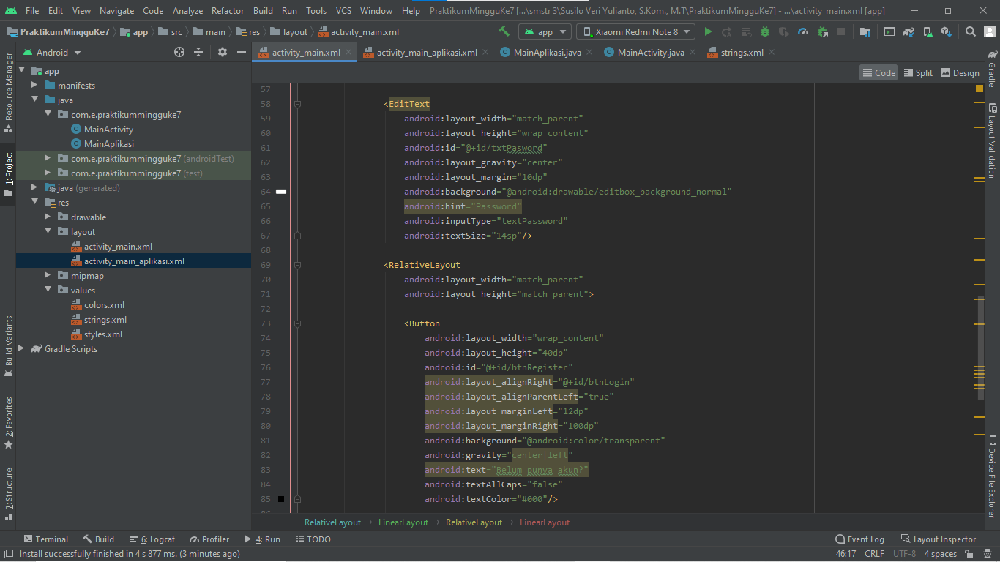 File Edit View Navigate Code Analyze Refactor Build Run Tools VCS Window Help PraktikumMingguKe7 [...\smstr 3\Susilo Veri Yulianto, S.Kom., M.T\PraktikumMingguKe7] - ...\activity_main.xml [app]
PraktikumMingguKe7 app src main res layout activity_main.xml app Xiaomi Redmi Note 8
Android activity_main.xml activity_main_aplikasi.xml MainAplikasi.java MainActivity.java strings.xml
Code Split Design
Resource Manager
1: Project
Build Variants
2: Favorites
7: Structure
app
manifests
java
com.e.praktikummingguke7
MainActivity
MainAplikasi
com.e.praktikummingguke7 (androidTest)
com.e.praktikummingguke7 (test)
java (generated)
res
drawable
layout
activity_main.xml
activity_main_aplikasi.xml
mipmap
values
colors.xml
strings.xml
styles.xml
Gradle Scripts
57
58 <EditText
59 android:layout_width="match_parent"
60 android:layout_height="wrap_content"
61 android:id="@+id/txtPasword"
62 android:layout_gravity="center"
63 android:layout_margin="10dp"
64 android:background="@android:drawable/editbox_background_normal"
65 android:hint="Password"
66 android:inputType="textPassword"
67 android:textSize="14sp"/>
68
69 <RelativeLayout
70 android:layout_width="match_parent"
71 android:layout_height="match_parent">
72
73 <Button
74 android:layout_width="wrap_content"
75 android:layout_height="40dp"
76 android:id="@+id/btnRegister"
77 android:layout_alignRight="@+id/btnLogin"
78 android:layout_alignParentLeft="true"
79 android:layout_marginLeft="12dp"
80 android:layout_marginRight="100dp"
81 android:background="@android:color/transparent"
82 android:gravity="center|left"
83 android:text="Belum punya akun?"
84 android:textAllCaps="false"
85 android:textColor="#000"/>
RelativeLayout LinearLayout RelativeLayout LinearLayout
Gradle
Layout Validation
Device File Explorer
Terminal Build 6: Logcat Profiler 4: Run TODO Event Log Layout Inspector
Install successfully finished in 4 s 877 ms. (3 minutes ago) 46:17 CRLF UTF-8 4 spaces